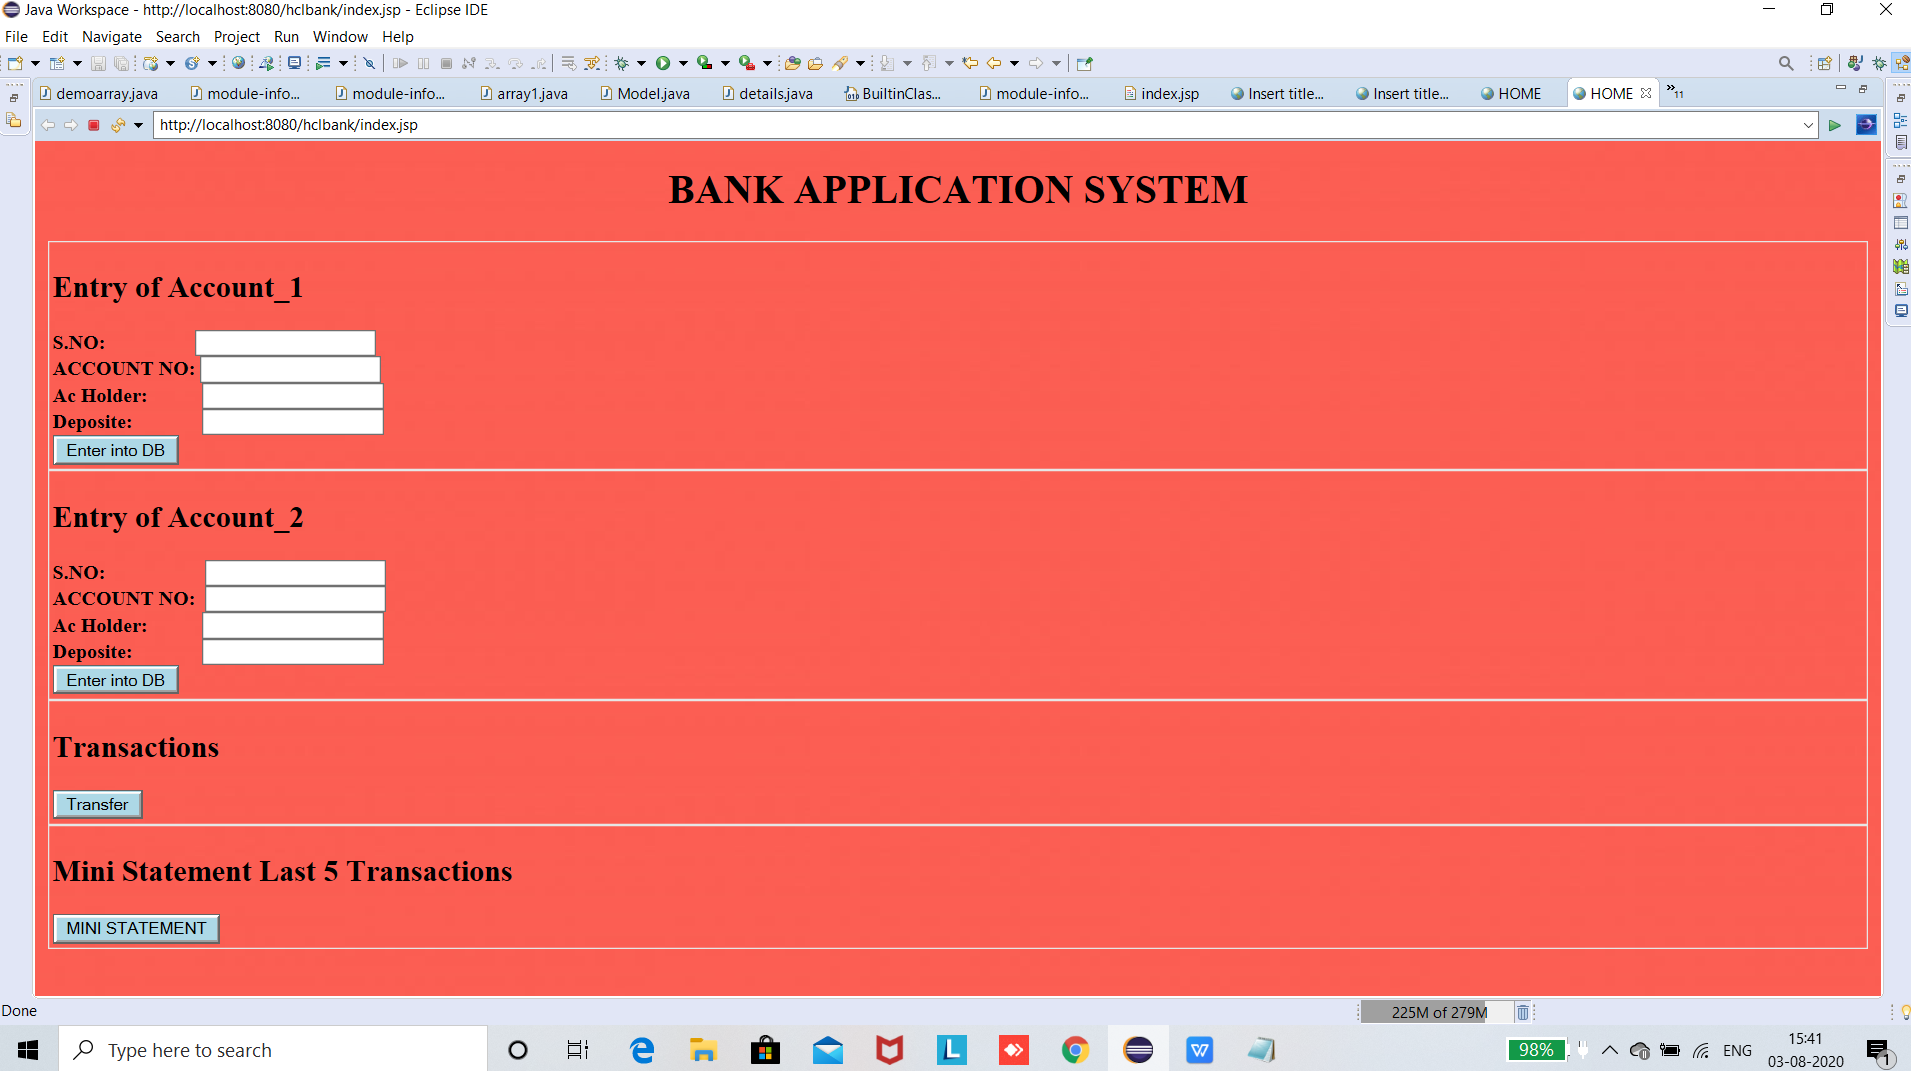 Java Workspace - http://localhost:8080/hclbank/index.jsp - Eclipse IDE
File Edit Navigate Search Project Run Window Help
demoarray.java module-info... module-info... array1.java Model.java details.java BuiltinClas... module-info... index.jsp Insert title... Insert title... HOME HOME »11
http://localhost:8080/hclbank/index.jsp
BANK APPLICATION SYSTEM
Entry of Account_1
S.NO:
ACCOUNT NO:
Ac Holder:
Deposite:
Enter into DB
Entry of Account_2
S.NO:
ACCOUNT NO:
Ac Holder:
Deposite:
Enter into DB
Transactions
Transfer
Mini Statement Last 5 Transactions
MINI STATEMENT
Done
225M of 279M
Type here to search
98%
ENG
15:41
03-08-2020
1